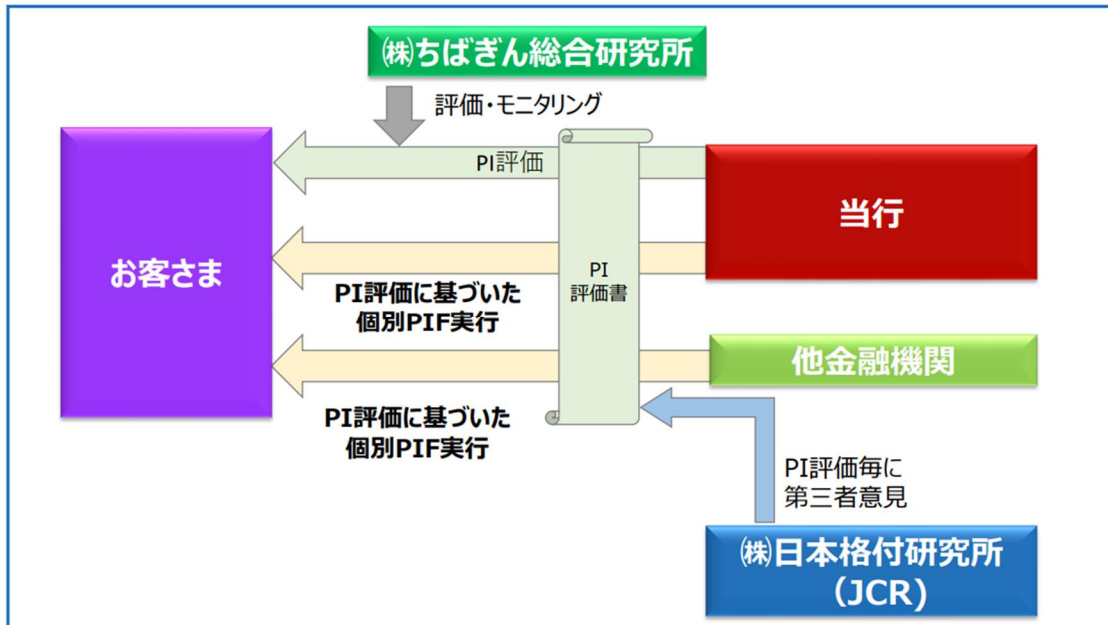 ㈱ちばぎん総合研究所
評価・モニタリング
PI評価
当行
お客さま
PI
評価書
PI評価に基づいた
個別PIF実行
他金融機関
PI評価に基づいた
個別PIF実行
PI評価毎に
第三者意見
㈱日本格付研究所
(JCR)